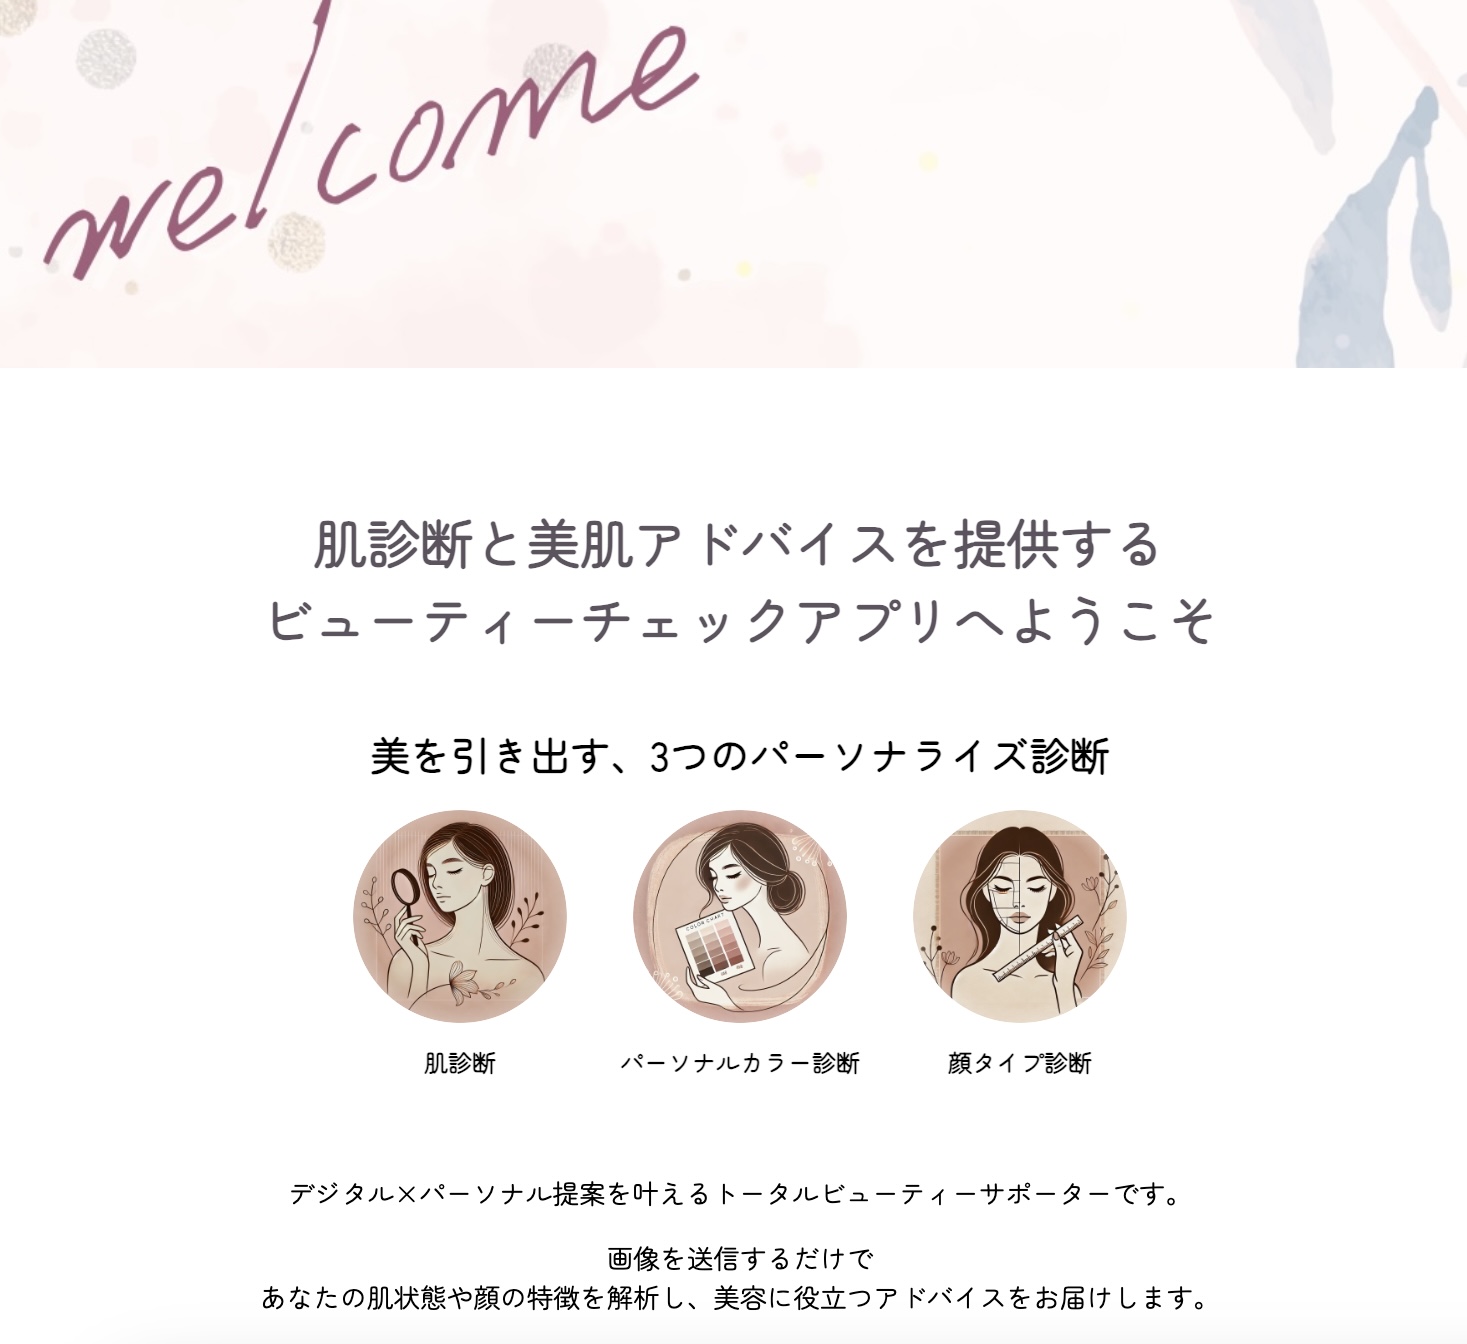 welcome
肌診断と美肌アドバイスを提供する
ビューティーチェックアプリへようこそ
美を引き出す、3つのパーソナライズ診断
COLOR CHART
肌診断
パーソナルカラー診断
顔タイプ診断
デジタル×パーソナル提案を叶えるトータルビューティーサポーターです。
画像を送信するだけで
あなたの肌状態や顔の特徴を解析し、美容に役立つアドバイスをお届けします。